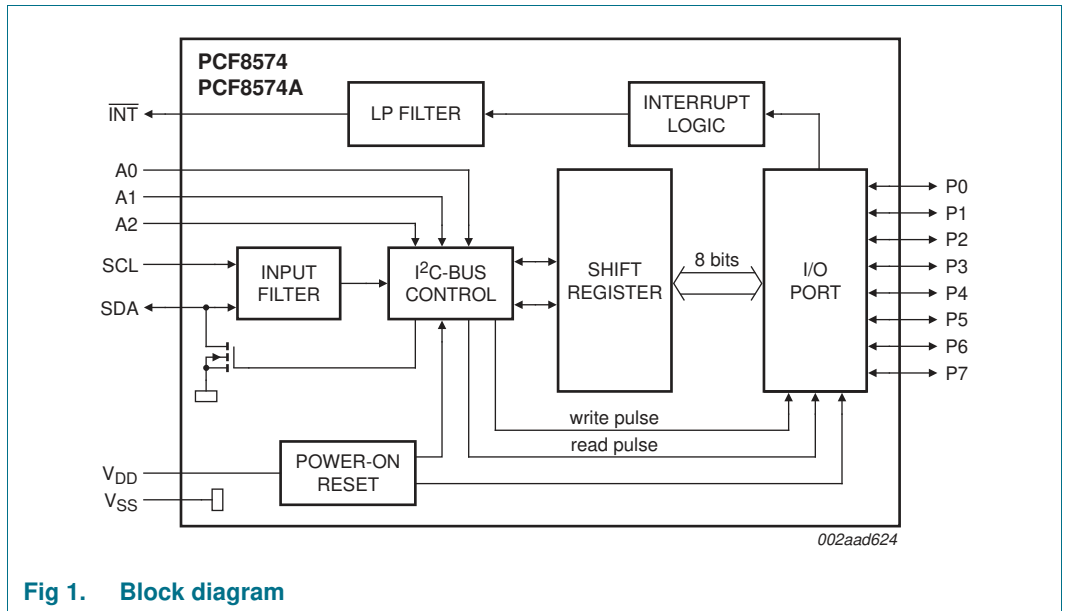 PCF8574
PCF8574A
INT
LP FILTER
INTERRUPT
LOGIC
A0
A1
A2
SCL
SDA
INPUT
FILTER
I²C-BUS
CONTROL
SHIFT
REGISTER
8 bits
I/O
PORT
P0
P1
P2
P3
P4
P5
P6
P7
write pulse
read pulse
VDD
VSS
POWER-ON
RESET
002aad624
Fig 1. Block diagram